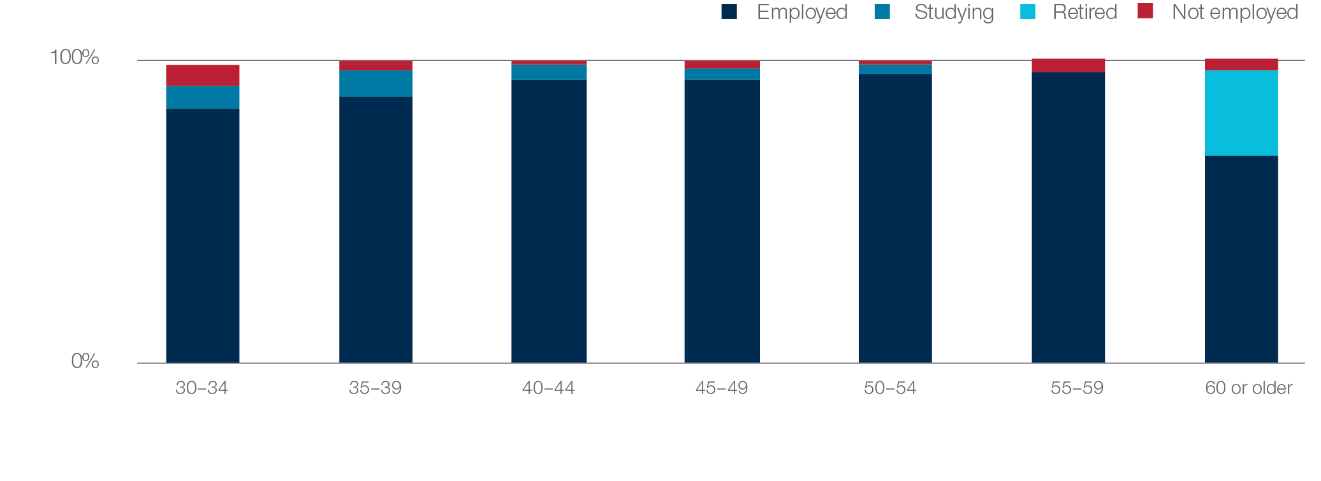 Employed Studying Retired Not employed
100%
0%
30–34 35–39 40–44 45–49 50–54 55–59 60 or older